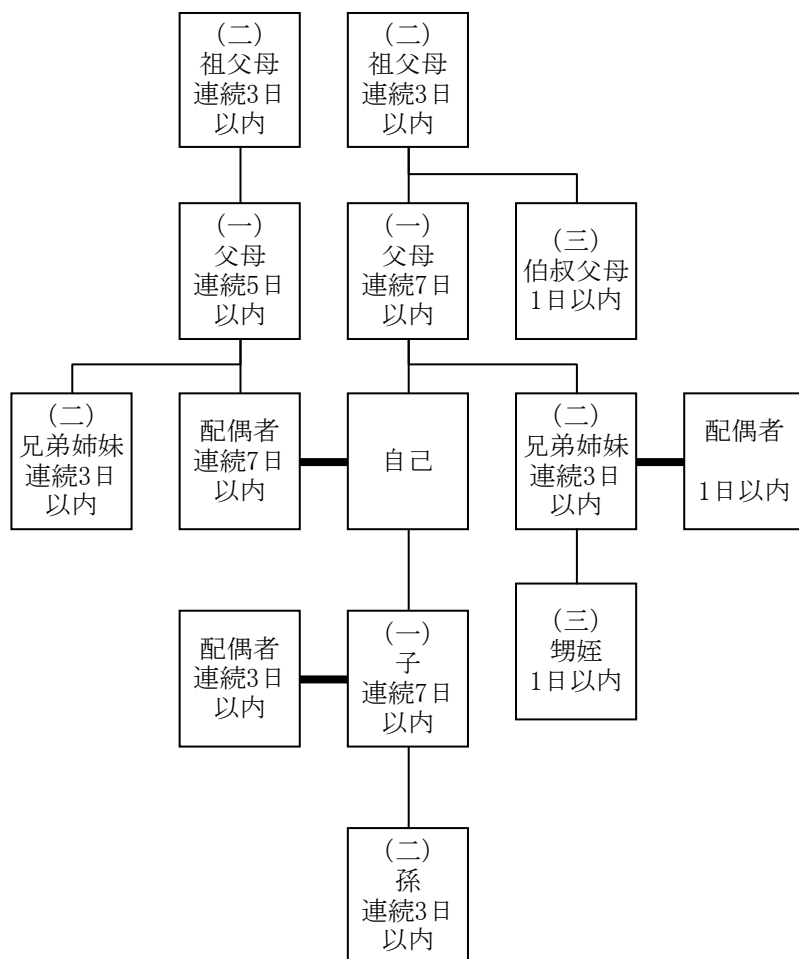 (二)
祖父母
連続3日
以内
(二)
祖父母
連続3日
以内
(一)
父母
連続5日
以内
(一)
父母
連続7日
以内
(三)
伯叔父母
1日以内
(二)
兄弟姉妹
連続3日
以内
配偶者
連続7日
以内
自己
(二)
兄弟姉妹
連続3日
以内
配偶者
1日以内
配偶者
連続3日
以内
(一)
子
連続7日
以内
(三)
甥姪
1日以内
(二)
孫
連続3日
以内